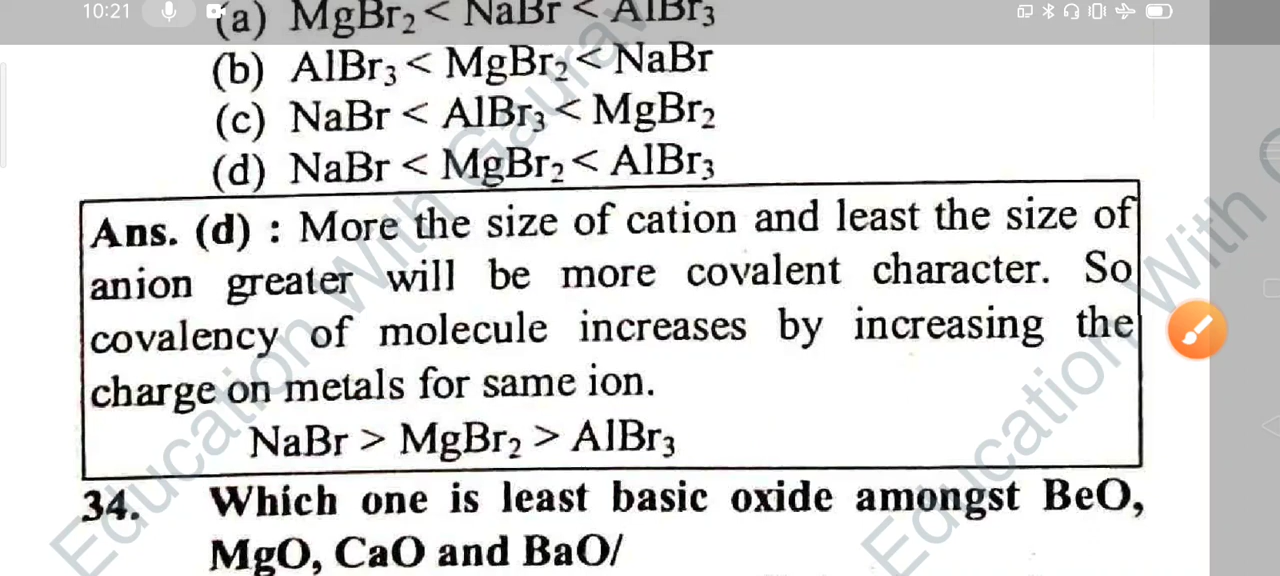 10:21
(a) MgBr₂ < NaBr < AlBr₃
(b) AlBr₃ < MgBr₂ < NaBr
(c) NaBr < AlBr₃ < MgBr₂
(d) NaBr < MgBr₂ < AlBr₃
Ans. (d) : More the size of cation and least the size of
anion greater will be more covalent character. So
covalency of molecule increases by increasing the
charge on metals for same ion.
NaBr > MgBr₂ > AlBr₃
34. Which one is least basic oxide amongst BeO,
MgO, CaO and BaO/
Education With Gaurav
Education With